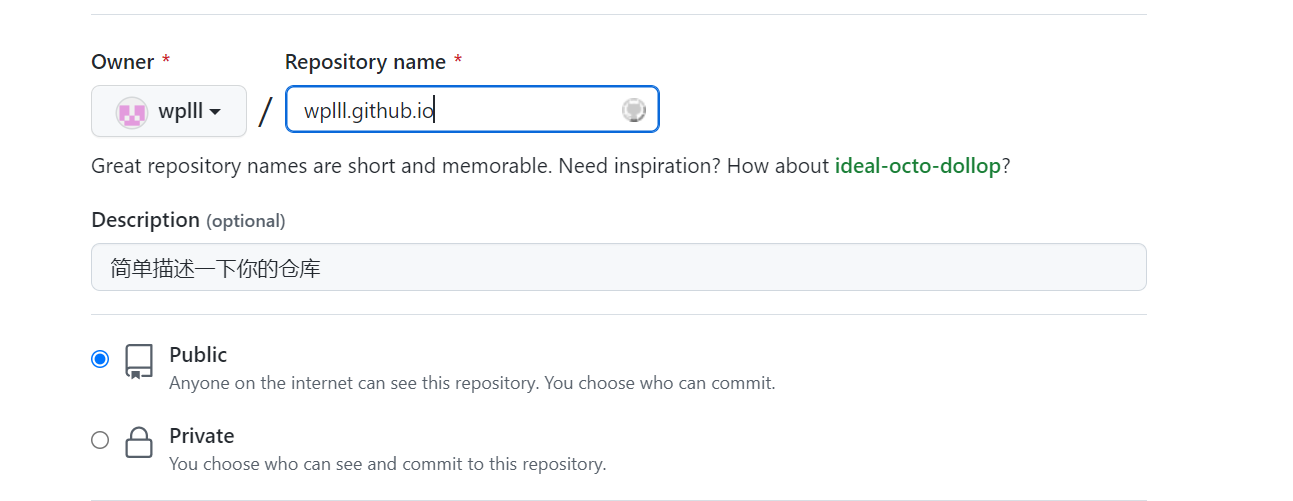 Owner * Repository name *
wplll / wplll.github.io
Great repository names are short and memorable. Need inspiration? How about ideal-octo-dollop?
Description (optional)
简单描述一下你的仓库
Public
Anyone on the internet can see this repository. You choose who can commit.
Private
You choose who can see and commit to this repository.